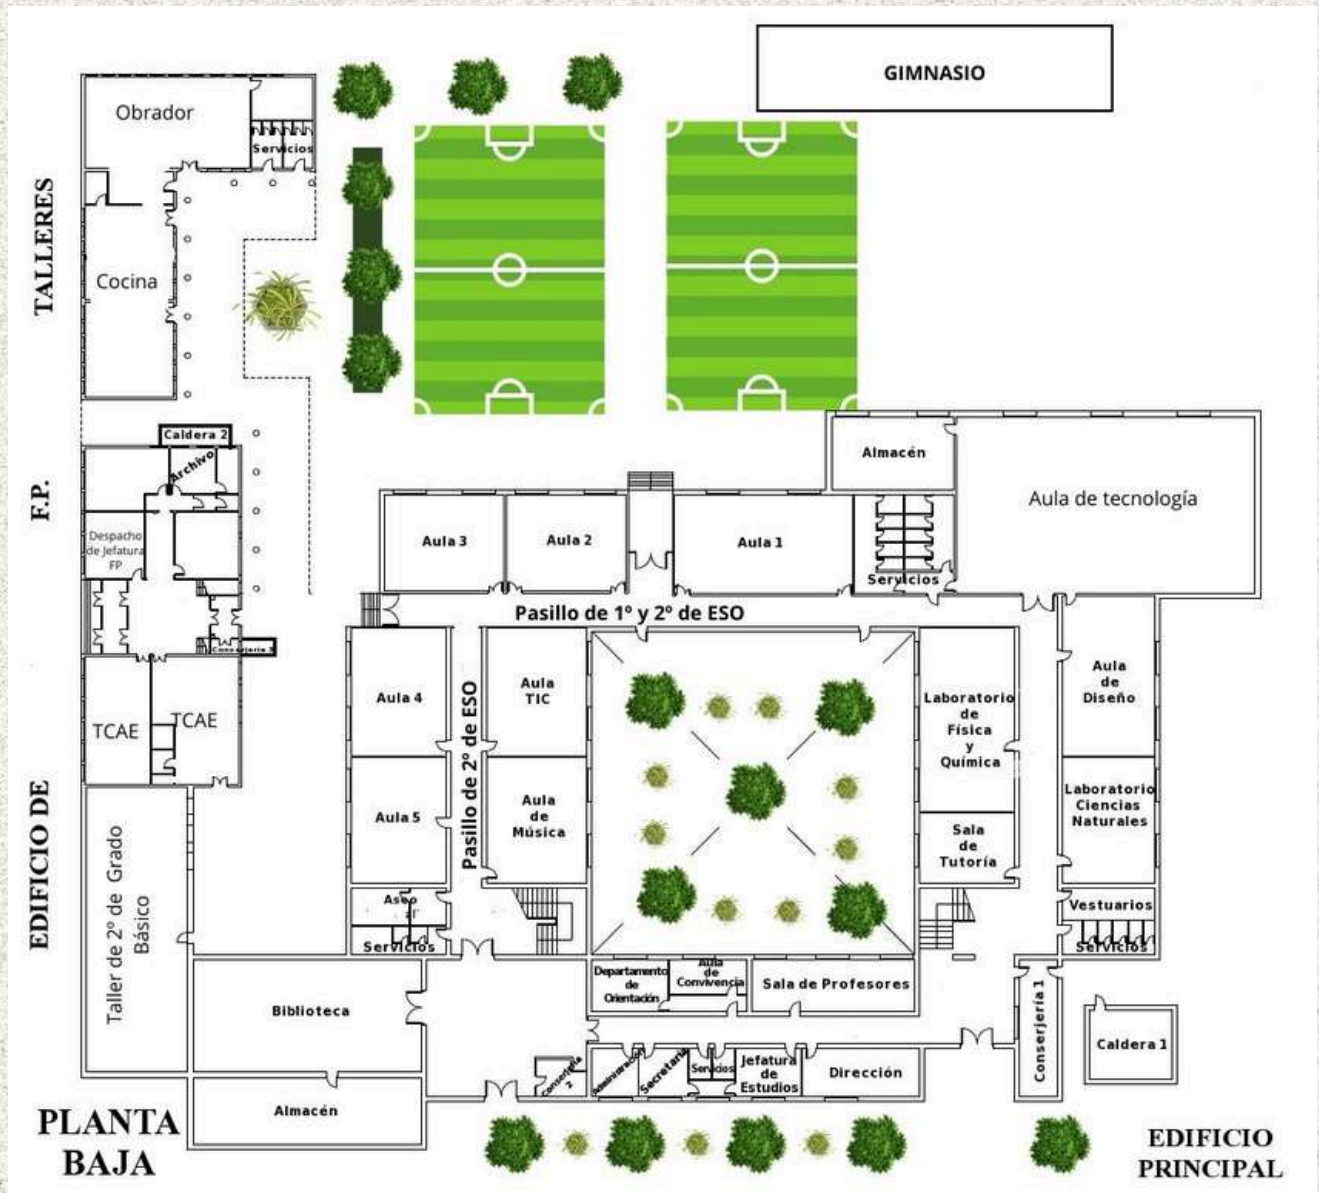 GIMNASIO
Obrador
Servicios
TALLERES
Cocina
Caldera 2
Archivo
F.P.
Despacho
de Jefatura
FP
Conserjería 3
TCAE
TCAE
EDIFICIO DE
Taller de 2º de Grado
Básico
Almacén
Aula de tecnología
Aula 3
Aula 2
Aula 1
Servicios
Pasillo de 1º y 2º de ESO
Aula 4
Pasillo de 2º de ESO
Aula
TIC
Laboratorio
de
Física
y
Química
Aula
de
Diseño
Aula 5
Aula
de
Música
Sala
de
Tutoría
Laboratorio
Ciencias
Naturales
Aseo
Servicios
Vestuarios
Servicios
Biblioteca
Departamento
de
Orientación
Aula
de
Convivencia
Sala de Profesores
Conserjería 1
Caldera 1
Conserjería
2
Administración
Secretaría
Servicios
Jefatura
de
Estudios
Dirección
Almacén
PLANTA
BAJA
EDIFICIO
PRINCIPAL